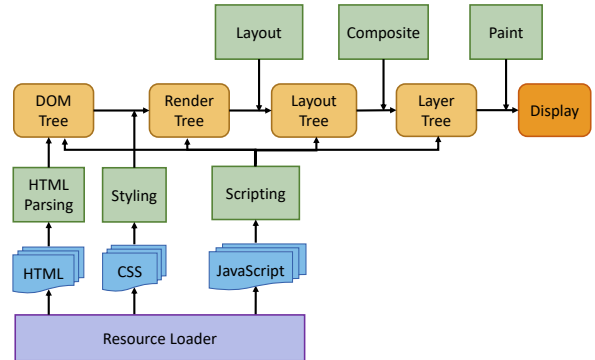 Layout
Composite
Paint
DOM
Tree
Render
Tree
Layout
Tree
Layer
Tree
Display
HTML
Parsing
Styling
Scripting
HTML
CSS
JavaScript
Resource Loader